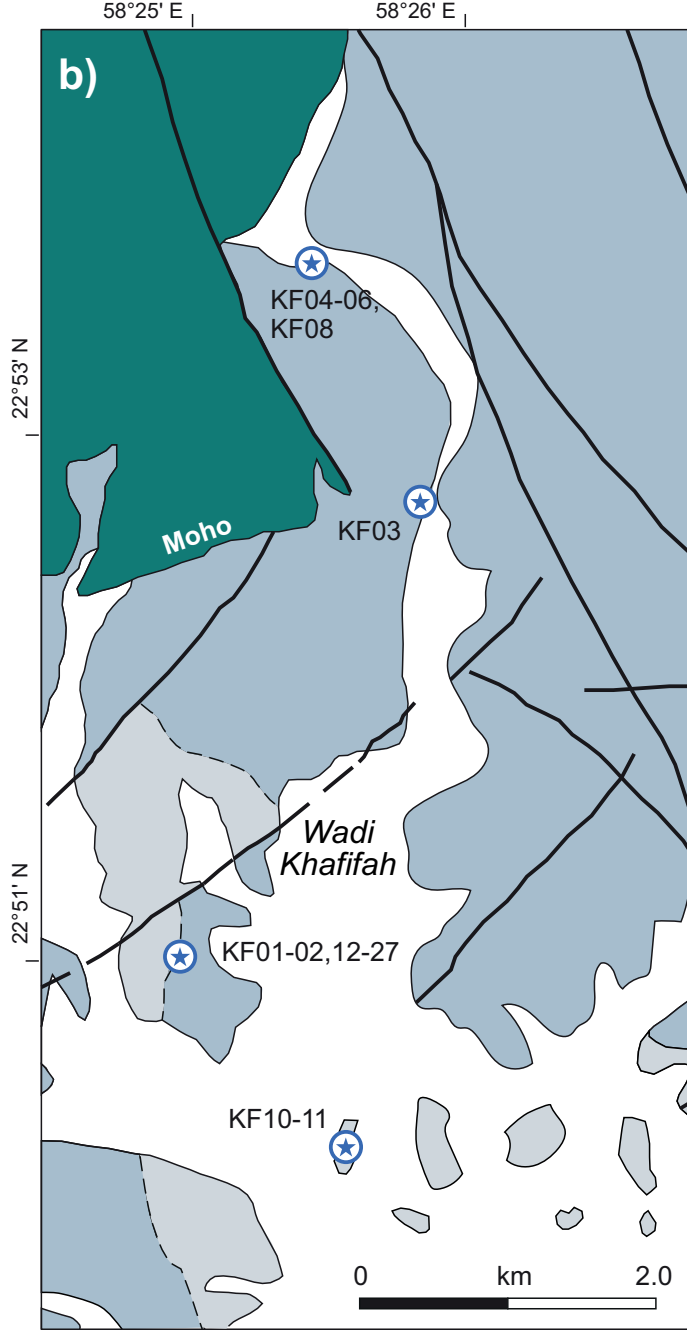 58°25' E
58°26' E
b)
KF04-06,
KF08
22°53' N
KF03
Moho
Wadi
Khafifah
22°51' N
KF01-02,12-27
KF10-11
0 km 2.0